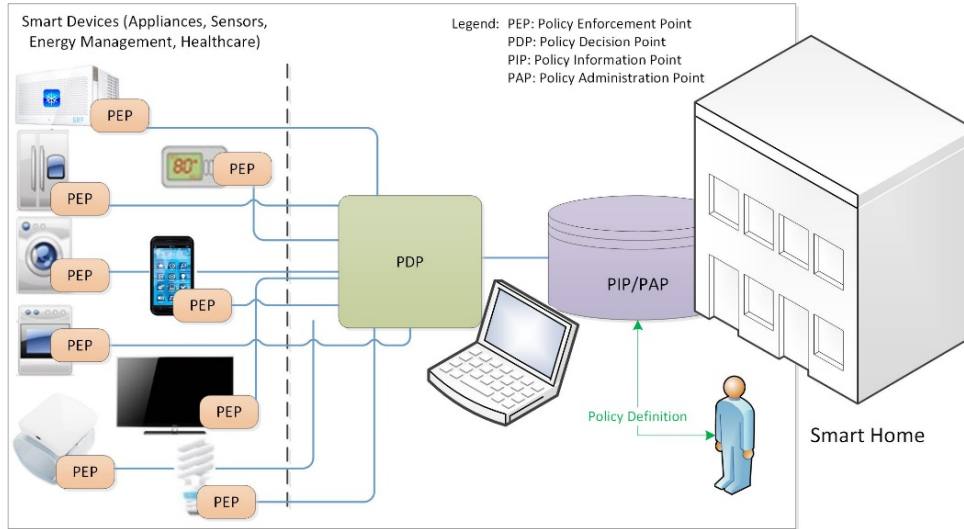 Smart Devices (Appliances, Sensors,
Energy Management, Healthcare)
Legend: PEP: Policy Enforcement Point
PDP: Policy Decision Point
PIP: Policy Information Point
PAP: Policy Administration Point
PEP
PEP
80°
PEP
PEP
PEP
PEP
PEP
PEP
PEP
PEP
PDP
PIP/PAP
Policy Definition
Smart Home